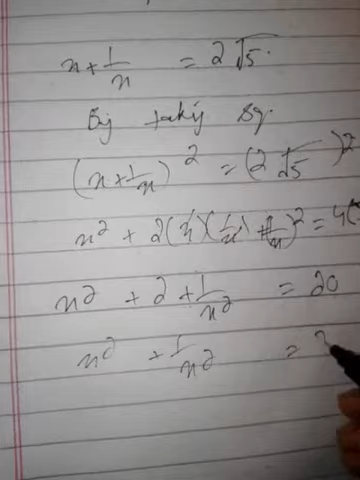 x + 1/x = 2√5.
By taking Sq.
(x + 1/x)² = (2√5)²
x² + 2(x)(1/x) + (1/x)² = 4(
x² + 2 + 1/x² = 20
x² + 1/x² =